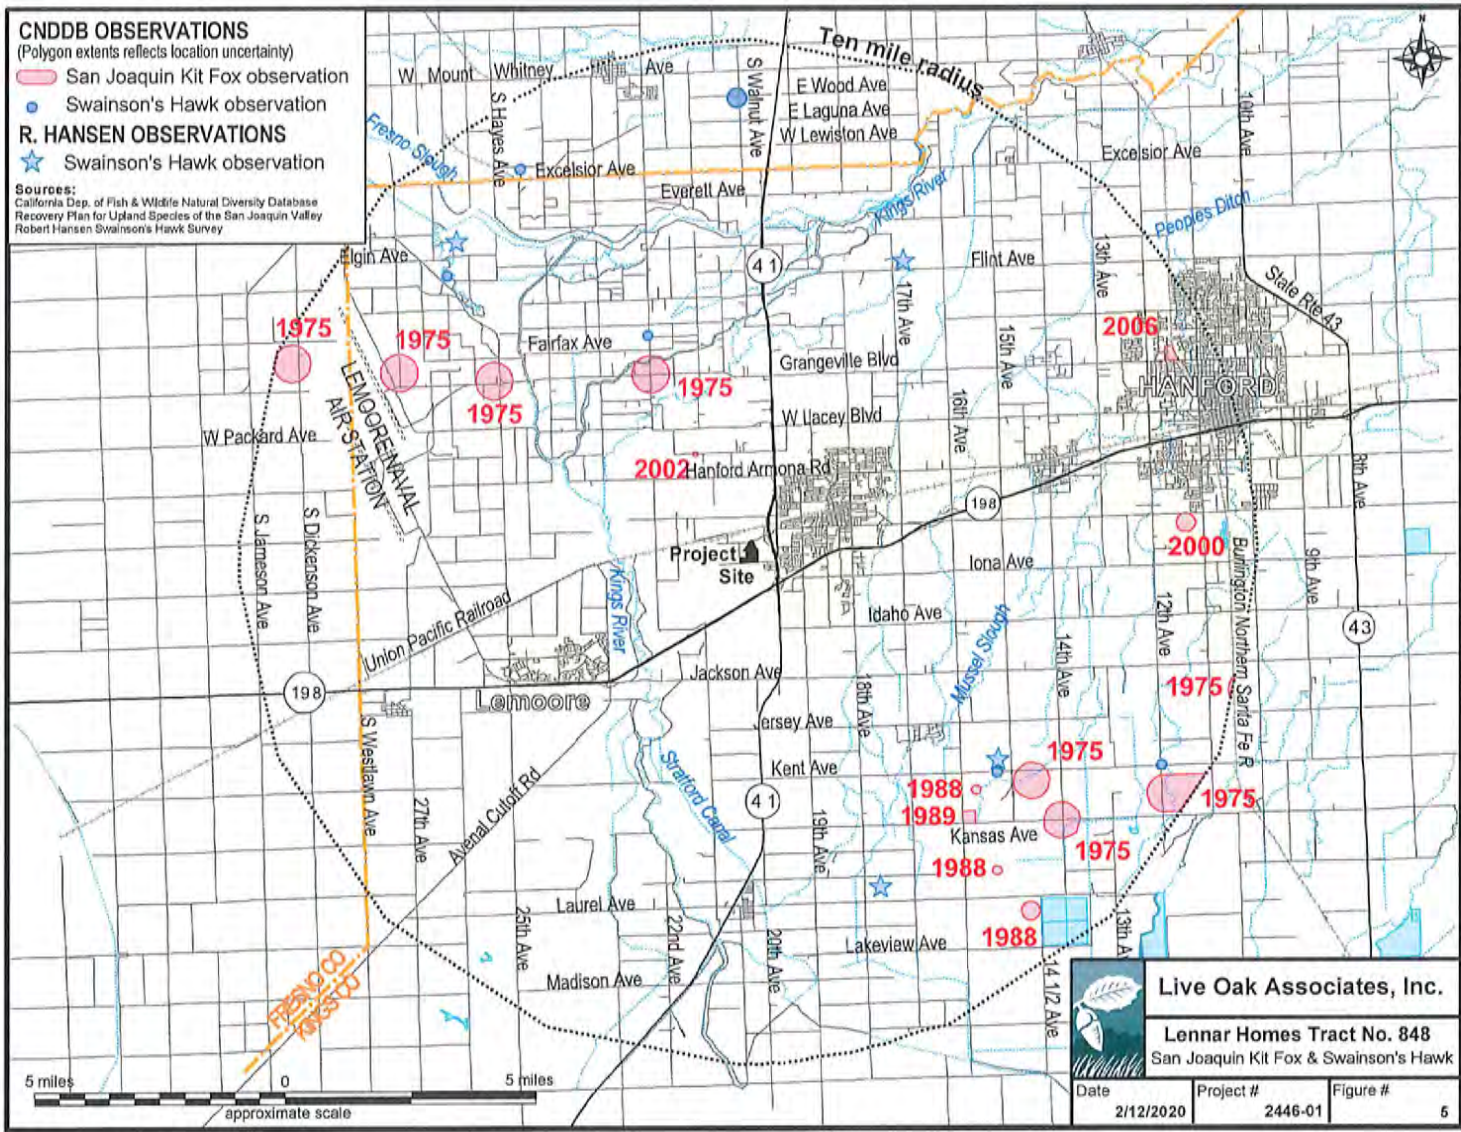 CNDDB OBSERVATIONS
(Polygon extents reflects location uncertainty)
San Joaquin Kit Fox observation
Swainson's Hawk observation
R. HANSEN OBSERVATIONS
Swainson's Hawk observation
Sources:
California Dep. of Fish & Wildlife Natural Diversity Database
Recovery Plan for Upland Species of the San Joaquin Valley
Robert Hansen Swainson's Hawk Survey
N
Ten mile radius
W Mount Whitney Ave
S Walnut Ave
E Wood Ave
E Laguna Ave
W Lewiston Ave
S Hayes Ave
Fresno Slough
Excelsior Ave
Everett Ave
Excelsior Ave
10th Ave
Kings River
Peoples Ditch
Elgin Ave
41
Flint Ave
13th Ave
State Rte 43
17th Ave
1975
1975
Fairfax Ave
2006
15th Ave
Grangeville Blvd
1975
1975
HANFORD
LEMOORE NAVAL
AIR STATION
W Packard Ave
W Lacey Blvd
16th Ave
2002
Hanford Armona Rd
8th Ave
198
S Jameson Ave
S Dickenson Ave
Project
Site
2000
Iona Ave
Burlington Northern Santa Fe R
9th Ave
Kings River
Union Pacific Railroad
Idaho Ave
Mussel Slough
12th Ave
43
14th Ave
Jackson Ave
198
Lemoore
1975
18th Ave
Jersey Ave
S Westlawn Ave
Kent Ave
1975
Stratford Canal
1988
41
1975
27th Ave
Avenal Cutoff Rd
19th Ave
1989
Kansas Ave
1975
1988
Laurel Ave
25th Ave
22nd Ave
20th Ave
1988
Lakeview Ave
13th A
Madison Ave
14 1/2 Ave
FRESNO CO
KINGS CO
5 miles 0 5 miles
approximate scale
Live Oak Associates, Inc.
Lennar Homes Tract No. 848
San Joaquin Kit Fox & Swainson's Hawk
Date Project # Figure #
2/12/2020 2446-01 5